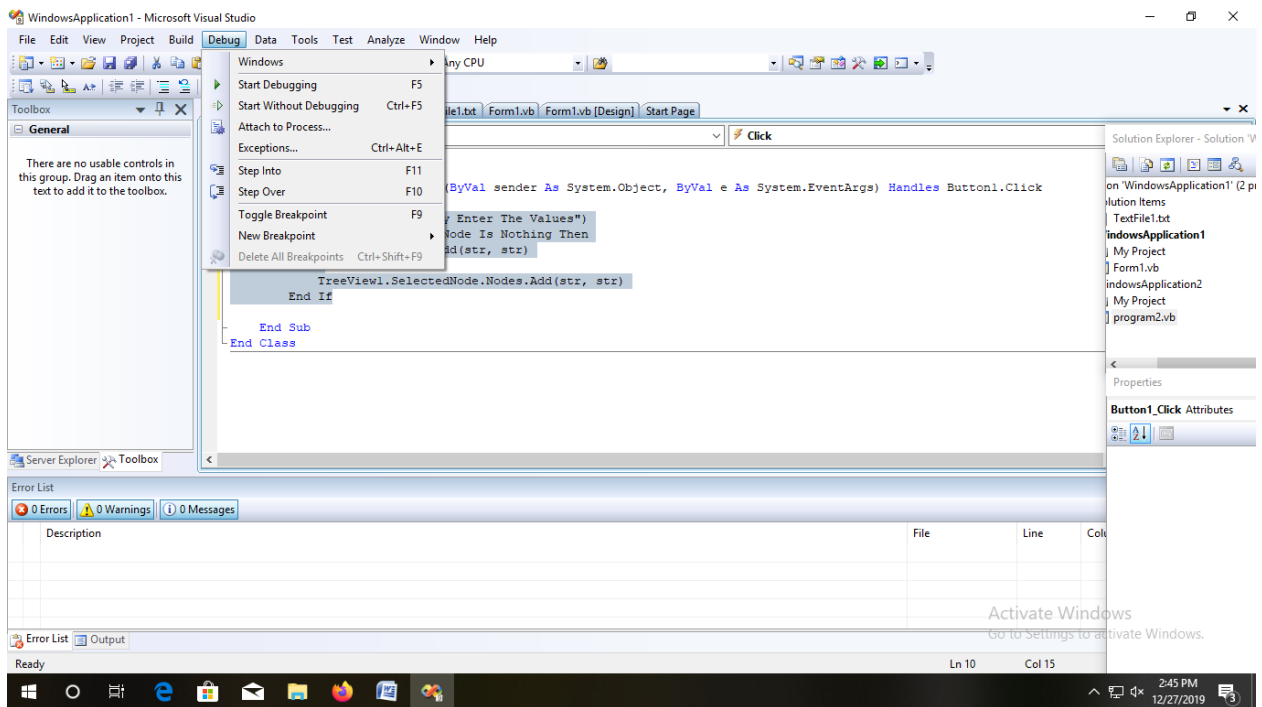 WindowsApplication1 - Microsoft Visual Studio
File Edit View Project Build Debug Data Tools Test Analyze Window Help
Windows
Any CPU
Start Debugging F5
Start Without Debugging Ctrl+F5
Attach to Process...
Exceptions... Ctrl+Alt+E
Step Into F11
Step Over F10
Toggle Breakpoint F9
New Breakpoint
Delete All Breakpoints Ctrl+Shift+F9
Toolbox
General
There are no usable controls in
this group. Drag an item onto this
text to add it to the toolbox.
Server Explorer Toolbox
ile1.txt Form1.vb Form1.vb [Design] Start Page
Click
(ByVal sender As System.Object, ByVal e As System.EventArgs) Handles Button1.Click
y Enter The Values")
Node Is Nothing Then
dd(str, str)
TreeView1.SelectedNode.Nodes.Add(str, str)
End If
End Sub
End Class
Solution Explorer - Solution 'W
on 'WindowsApplication1' (2 pr
olution Items
TextFile1.txt
indowsApplication1
My Project
Form1.vb
indowsApplication2
My Project
program2.vb
Properties
Button1_Click Attributes
Error List
0 Errors 0 Warnings 0 Messages
Description File Line Colu
Error List Output
Activate Windows
Go to Settings to activate Windows.
Ready Ln 10 Col 15
2:45 PM
12/27/2019
3